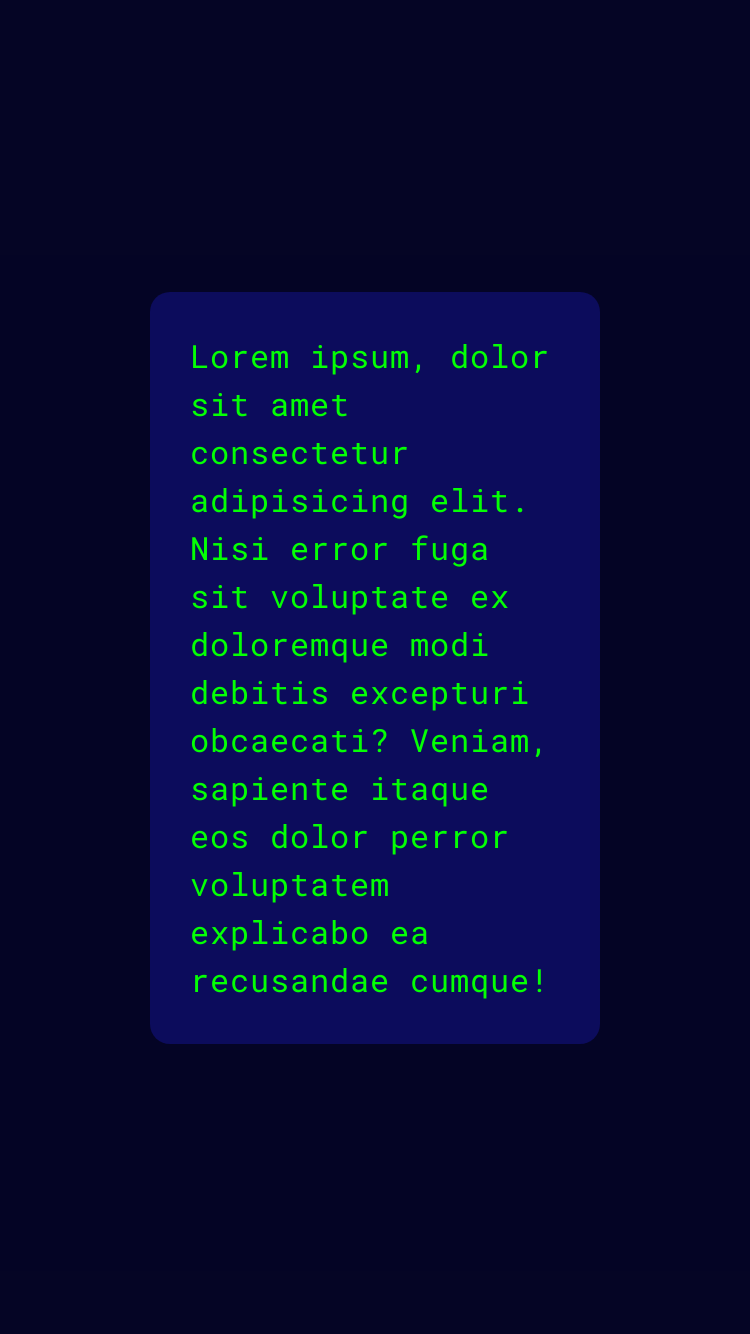 Lorem ipsum, dolor
sit amet
consectetur
adipisicing elit.
Nisi error fuga
sit voluptate ex
doloremque modi
debitis excepturi
obcaecati? Veniam,
sapiente itaque
eos dolor perror
voluptatem
explicabo ea
recusandae cumque!